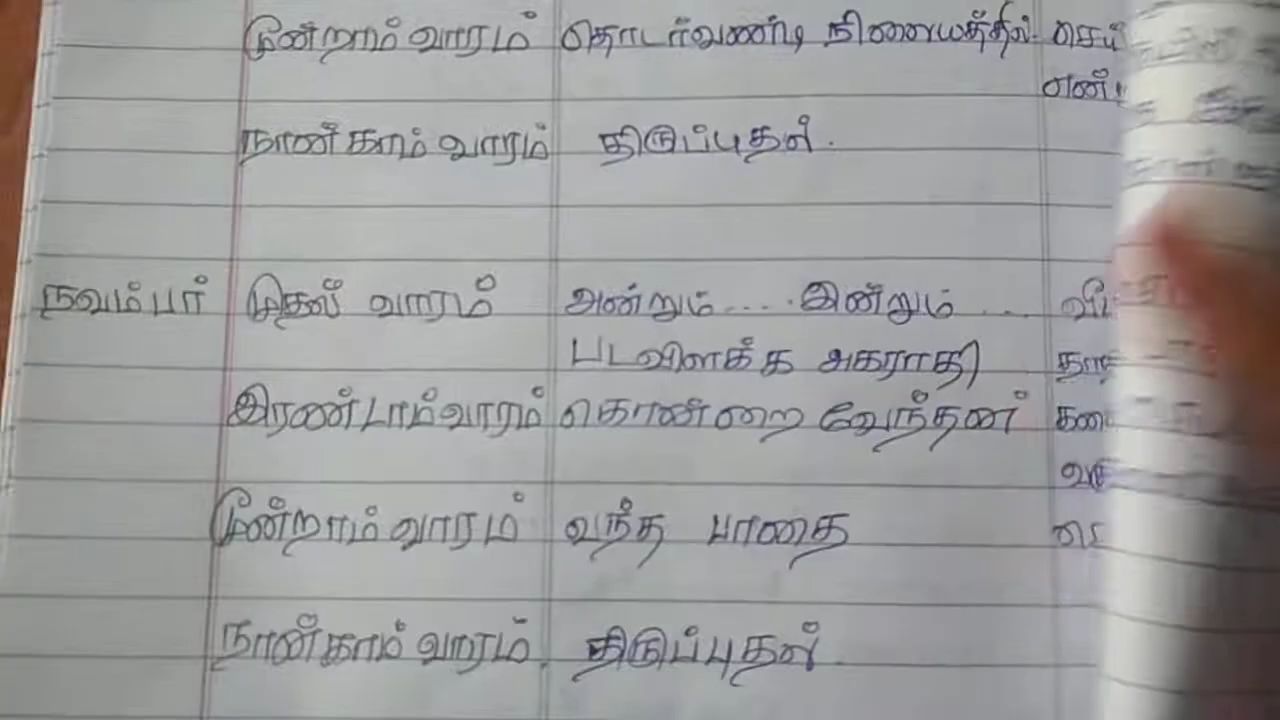 மூன்றாம் வாரம் தொடர்வண்டி நிலையத்தில்
நான்காம் வாரம் திருப்புதல்.
நவம்பர் முதல் வாரம் அன்றும்.... இன்றும் ...
படவிளக்க அகராதி
இரண்டாம் வாரம் கொன்றை வேந்தன்
மூன்றாம் வாரம் வந்த பாதை
நான்காம் வாரம். திருப்புதல்.